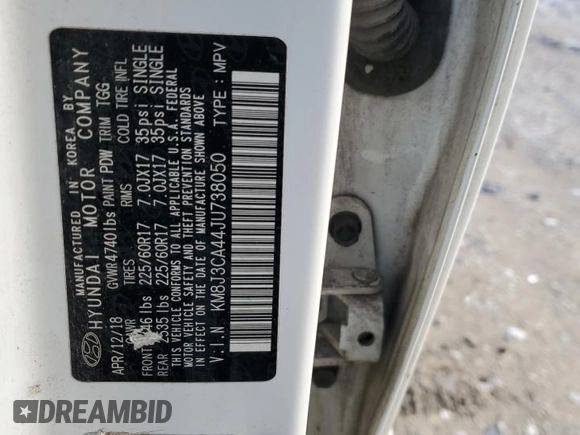 MANUFACTURED IN KOREA BY
HYUNDAI MOTOR COMPANY
APR/12/18 GVWR 4740lbs PAINT PDW TRIM TGG
TIRES RIMS COLD TIRE INFL
FRONT lbs 225/60R17 7.0JX17 35psi SINGLE
REAR 2535 lbs 225/60R17 7.0JX17 35psi SINGLE
THIS VEHICLE CONFORMS TO ALL APPLICABLE U.S.A. FEDERAL
MOTOR VEHICLE SAFETY AND THEFT PREVENTION STANDARDS
IN EFFECT ON THE DATE OF MANUFACTURE SHOWN ABOVE
V.I.N KM8J3CA44JU738050 TYPE : MPV
DREAMBID